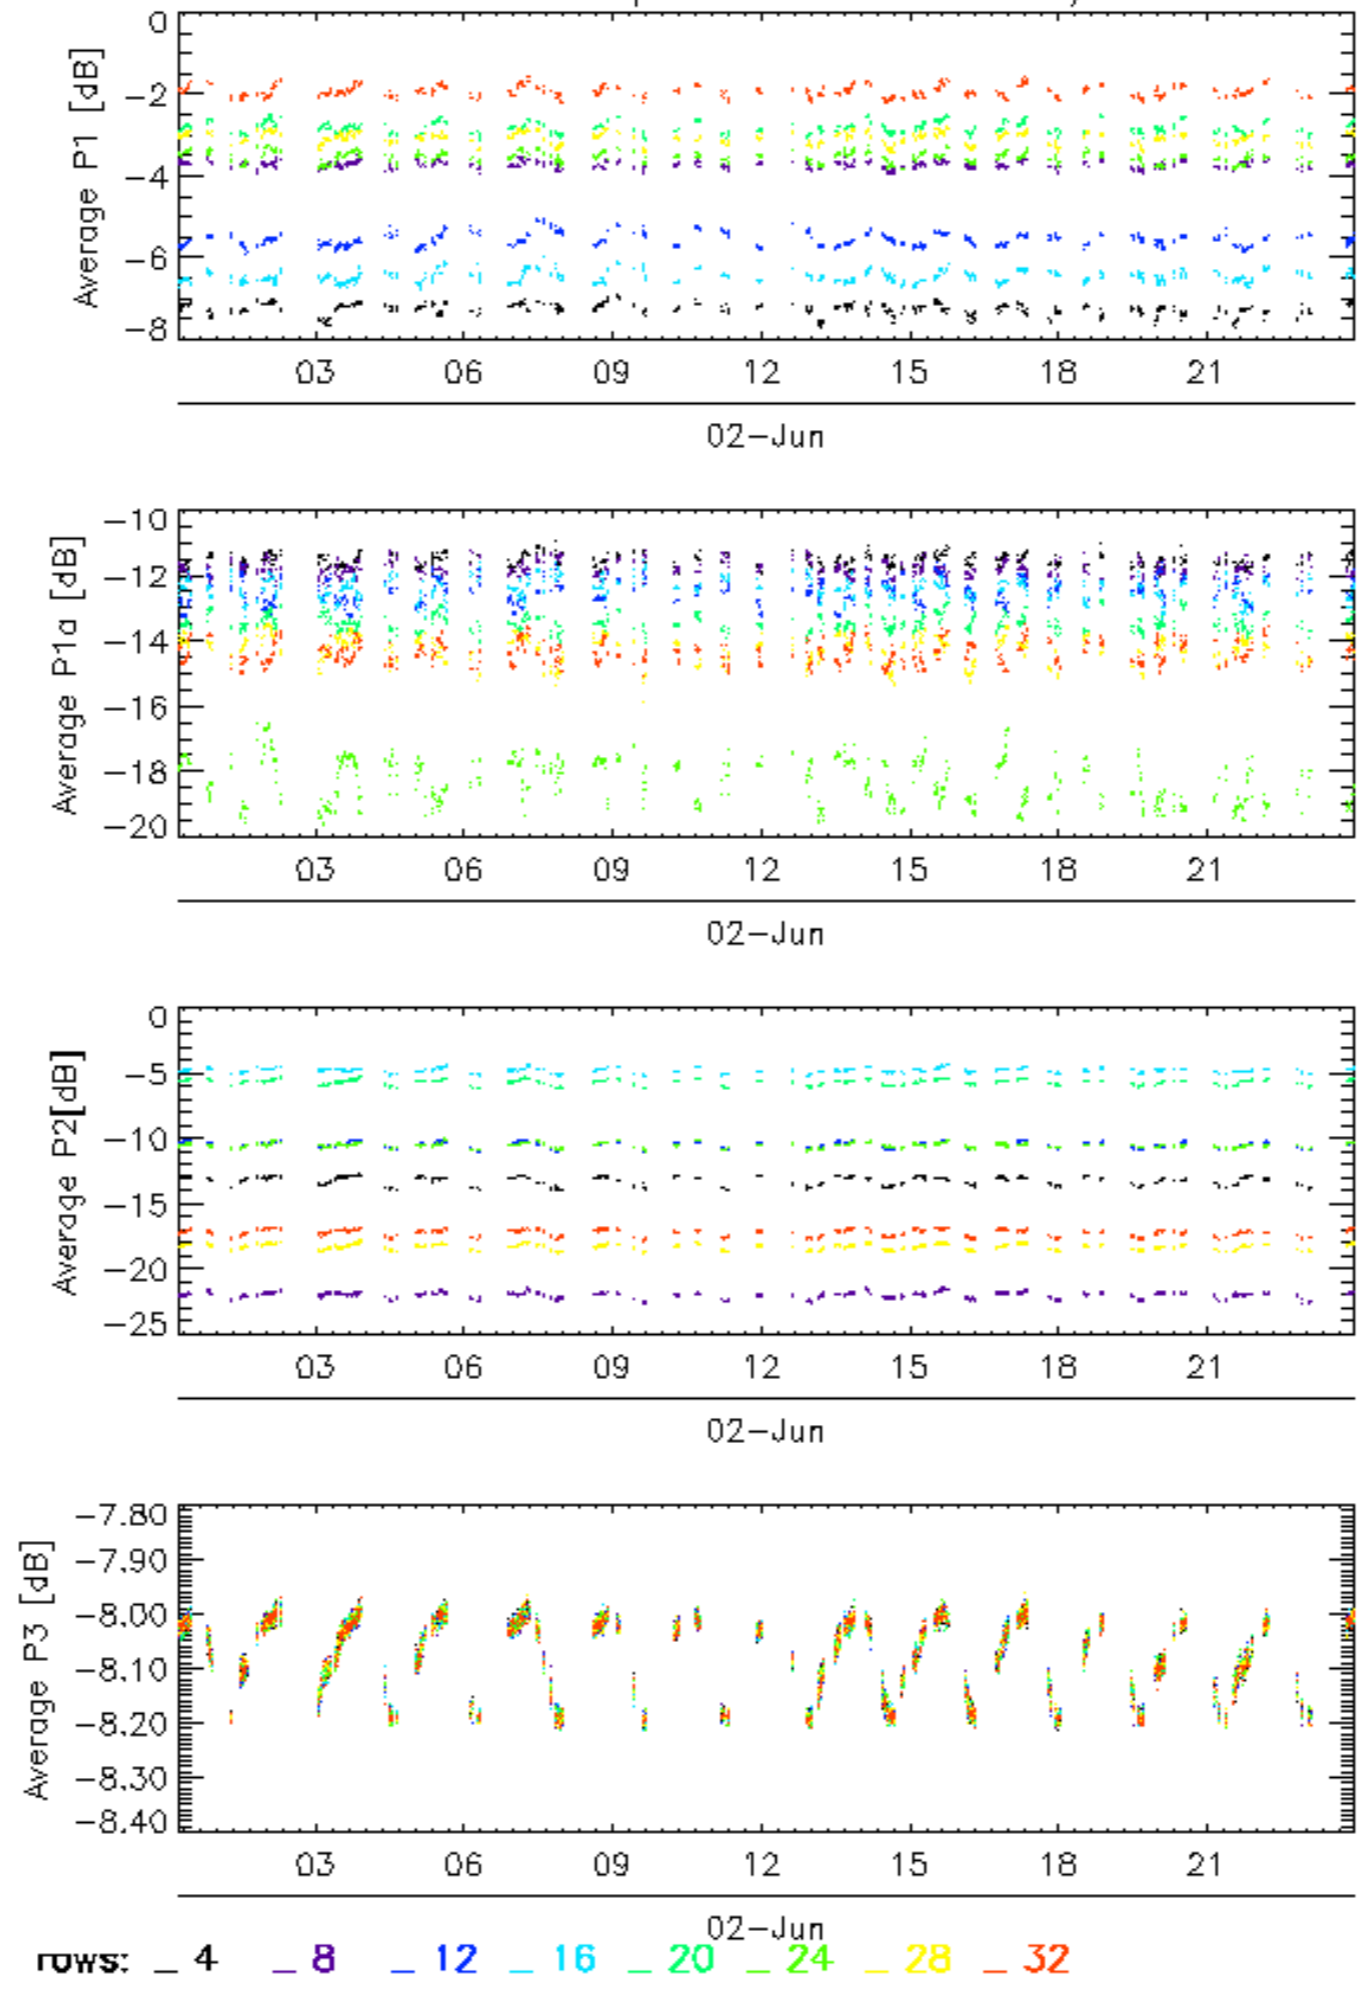 0
-2
-4
-6
-8
Average P1 [dB]
03 06 09 12 15 18 21
02-Jun
-10
-12
-14
-16
-18
-20
Average P1a [dB]
03 06 09 12 15 18 21
02-Jun
0
-5
-10
-15
-20
-25
Average P2[dB]
03 06 09 12 15 18 21
02-Jun
-7.80
-7.90
-8.00
-8.10
-8.20
-8.30
-8.40
Average P3 [dB]
03 06 09 12 15 18 21
02-Jun
rows: _ 4 _ 8 _ 12 _ 16 _ 20 _ 24 _ 28 _ 32